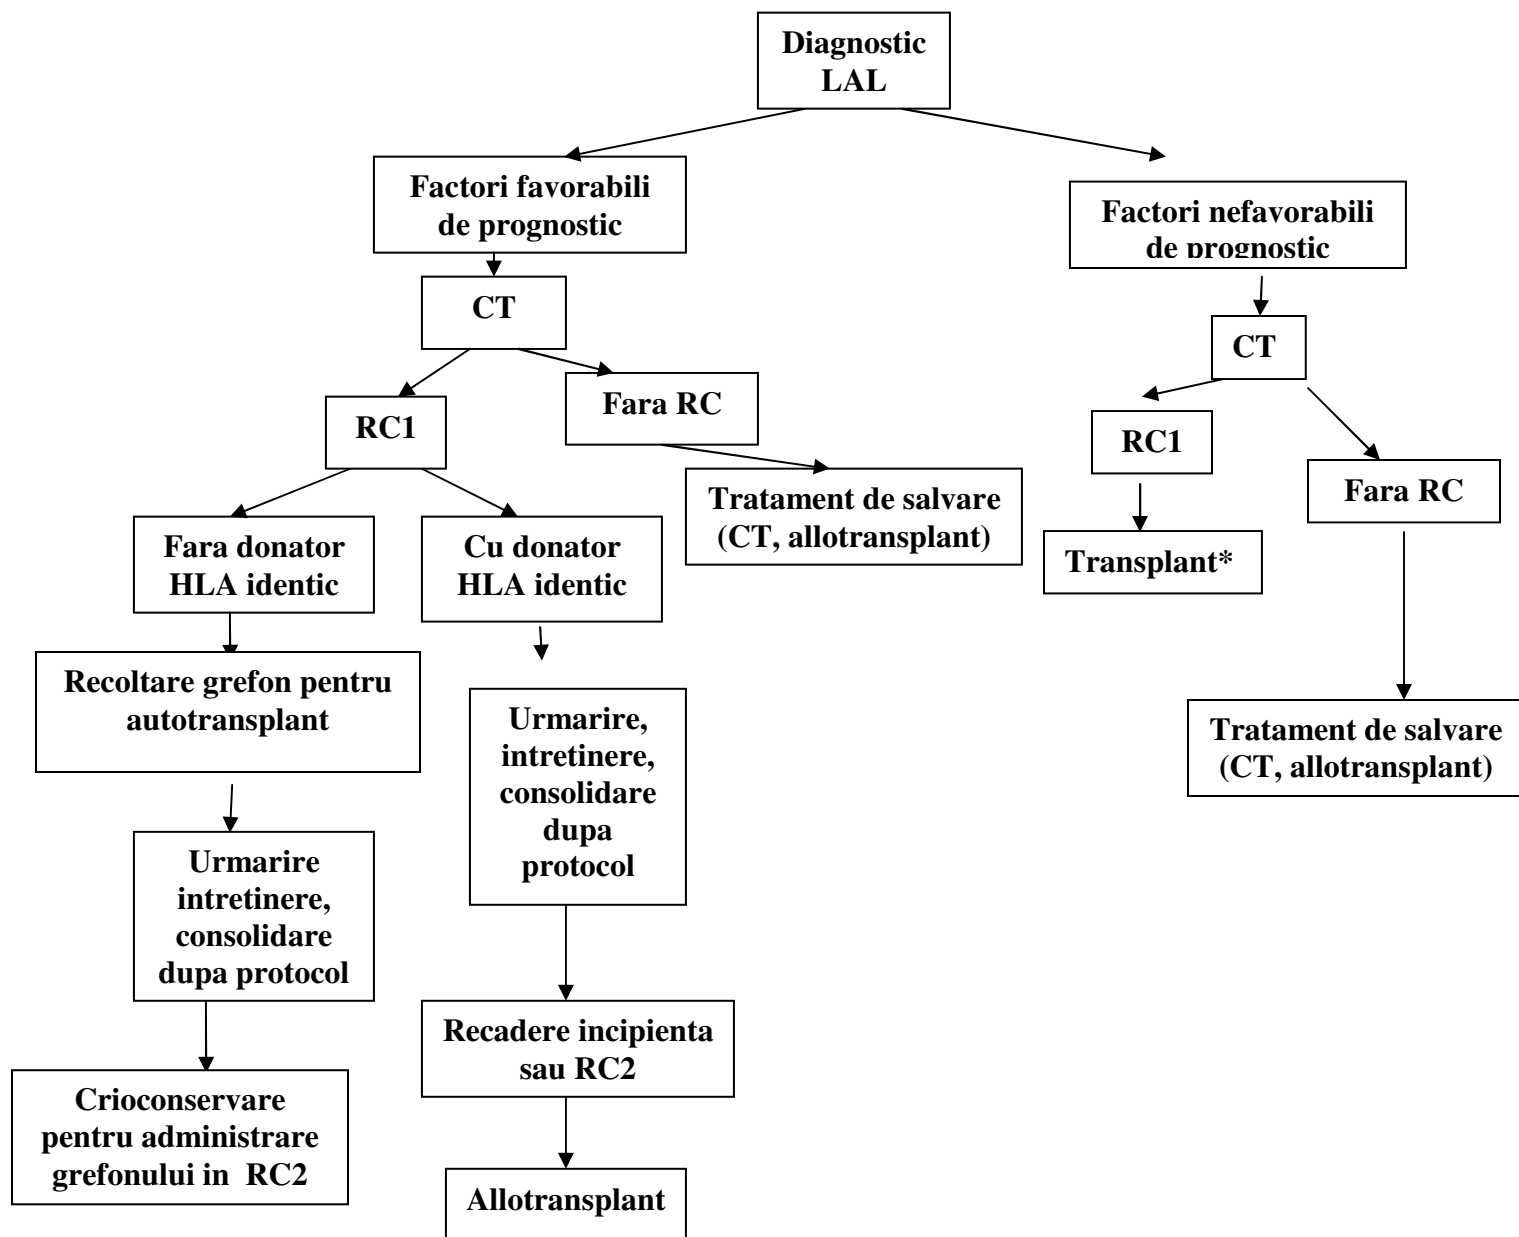 Diagnostic
LAL
Factori favorabili
de prognostic
Factori nefavorabili
de prognostic
CT
CT
RC1
Fara RC
RC1
Fara RC
Tratament de salvare
(CT, allotransplant)
Transplant*
Fara donator
HLA identic
Cu donator
HLA identic
Recoltare grefon pentru
autotransplant
Urmarire,
intretinere,
consolidare
dupa
protocol
Tratament de salvare
(CT, allotransplant)
Urmarire
intretinere,
consolidare
dupa protocol
Recadere incipienta
sau RC2
Crioconservare
pentru administrare
grefonului in  RC2
Allotransplant